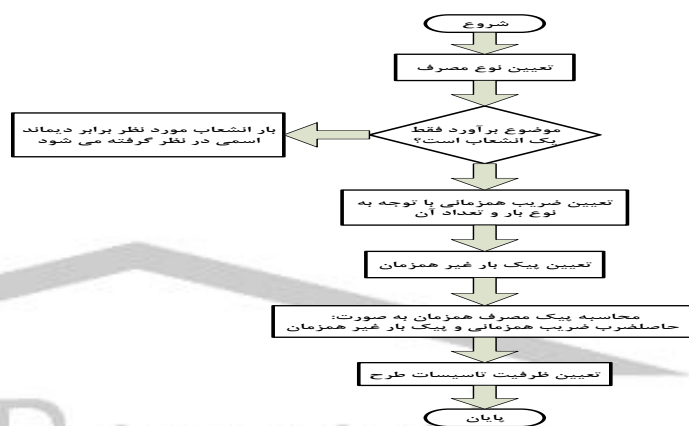 شروع
تعیین نوع مصرف
موضوع برآورد فقط
یک انشعاب است؟
بار انشعاب مورد نظر برابر دیماند
اسمی در نظر گرفته می شود
تعیین ضریب همزمانی با توجه به
نوع بار و تعداد آن
تعیین پیک بار غیر همزمان
محاسبه پیک مصرف همزمان به صورت:
حاصلضرب ضریب همزمانی و پیک بار غیر همزمان
تعیین ظرفیت تاسیسات طرح
پایان